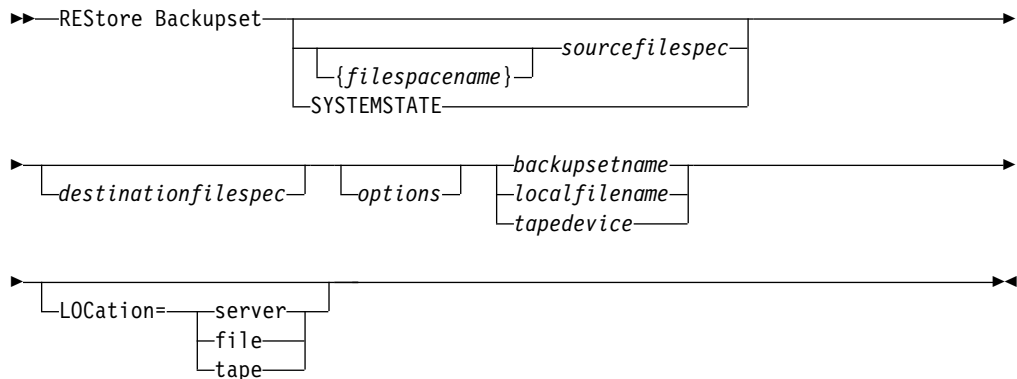 REStore Backupset
sourcefilespec
{filespacename}
SYSTEMSTATE
backupsetname
destinationfilespec
options
localfilename
tapedevice
LOCation=
server
file
tape